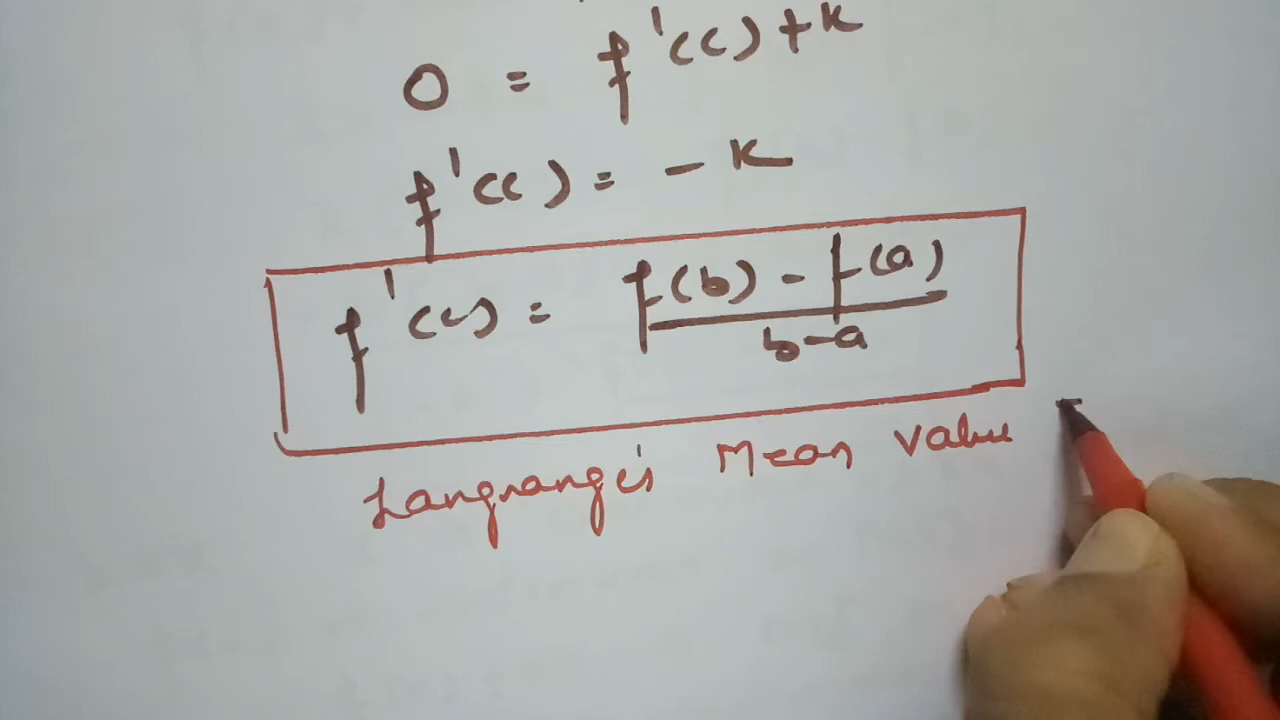 0 = f'(c) + k
f'(c) = - k
f'(c) = f(b) - f(a) / b-a
Langrange's Mean Value